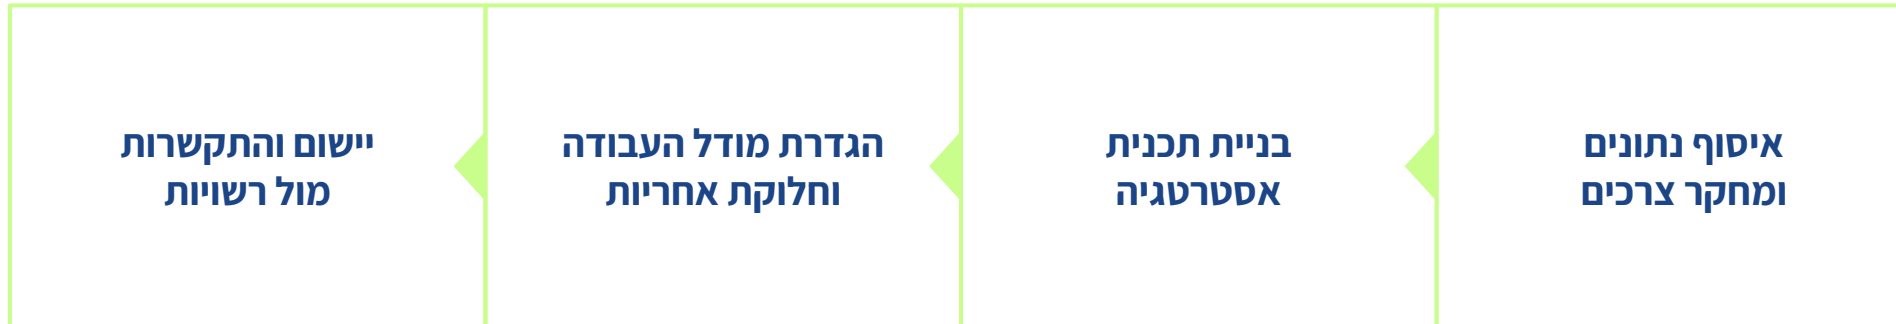 איסוף נתונים
ומחקר צרכים
בניית תכנית
אסטרטגיה
הגדרת מודל העבודה
וחלוקת אחריות
יישום והתקשרות
מול רשויות